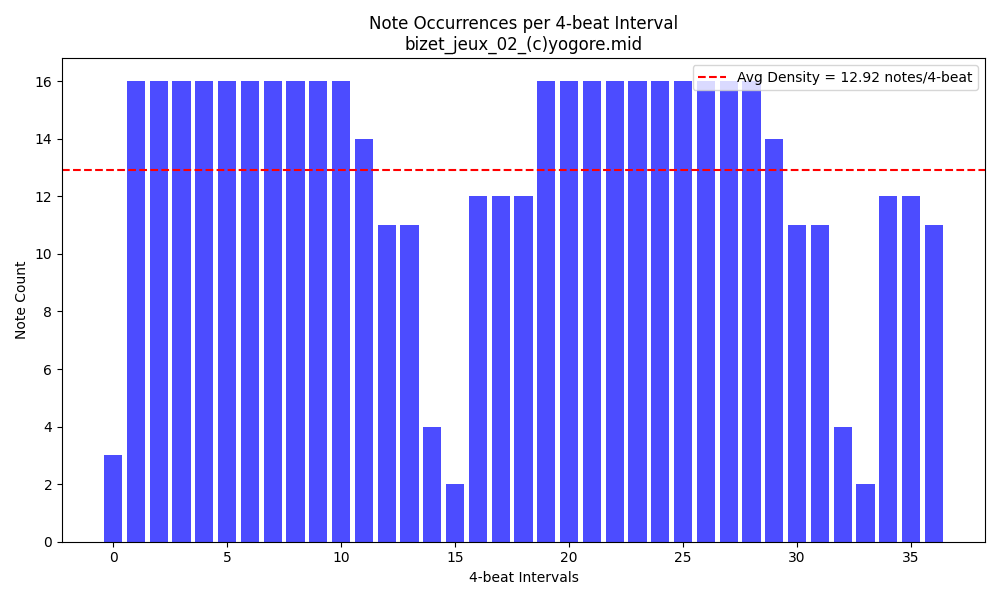 Note Occurrences per 4-beat Interval
bizet_jeux_02_(c)yogore.mid
Avg Density = 12.92 notes/4-beat
16
14
12
10
8
6
4
2
0
Note Count
0 5 10 15 20 25 30 35
4-beat Intervals